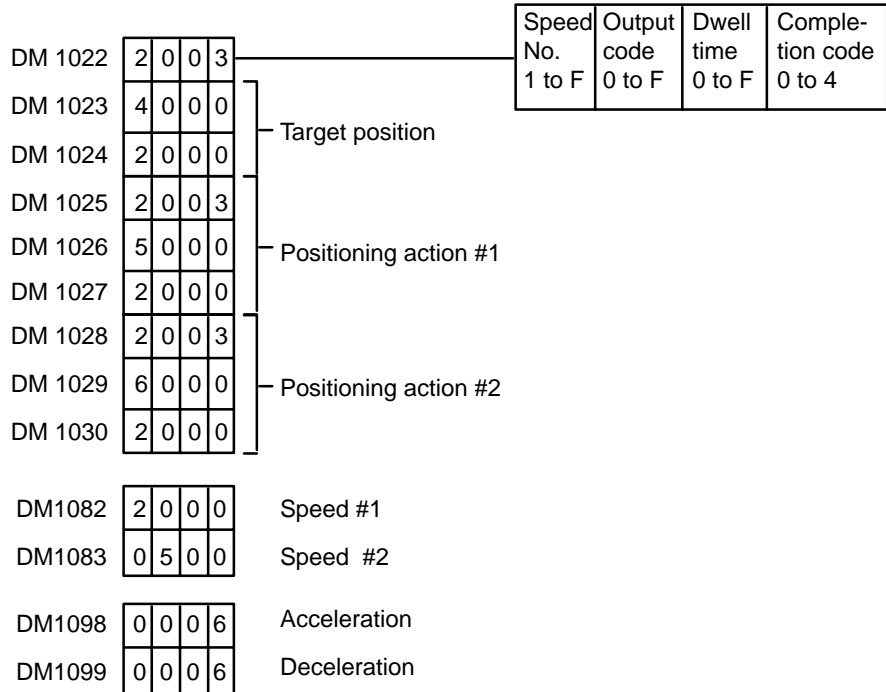 Speed No. 1 to F
Output code 0 to F
Dwell time 0 to F
Comple-
tion code
0 to 4
DM 1022 2 0 0 3
DM 1023 4 0 0 0
Target position
DM 1024 2 0 0 0
DM 1025 2 0 0 3
DM 1026 5 0 0 0 Positioning action #1
DM 1027 2 0 0 0
DM 1028 2 0 0 3
DM 1029 6 0 0 0 Positioning action #2
DM 1030 2 0 0 0
DM1082 2 0 0 0 Speed #1
DM1083 0 5 0 0 Speed #2
DM1098 0 0 0 6 Acceleration
DM1099 0 0 0 6 Deceleration